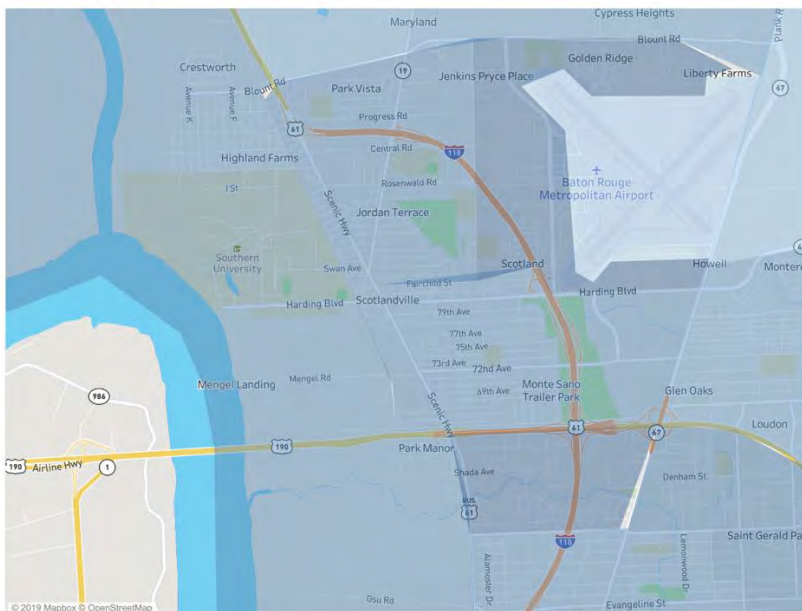 Maryland
Cypress Heights
Plank R
Blount Rd
Golden Ridge
Crestworth
19
Jenkins Pryce Place
Liberty Farms
Blount Rd
Park Vista
67
Avenue K
Avenue F
61
Progress Rd
Central Rd
110
Highland Farms
Rosenwald Rd
I St
Baton Rouge
Metropolitan Airport
Scenic Hwy
Jordan Terrace
Southern
University
Swan Ave
Scotland
Howell
Fairchild St
Montere
Harding Blvd
Scotlandville
Harding Blvd
79th Ave
77th Ave
75th Ave
73rd Ave
72nd Ave
Mengel Landing
Mengel Rd
69th Ave
Monte Sano
Trailer Park
Glen Oaks
986
Scenic Hwy
61
67
Loudon
190
Park Manor
190
Airline Hwy
1
Shada Ave
Denham St
BUS.
61
Saint Gerald Pa
110
Alamoster Dr
Lemonwood Dr
Gsu Rd
Evangeline St
© 2019 Mapbox © OpenStreetMap